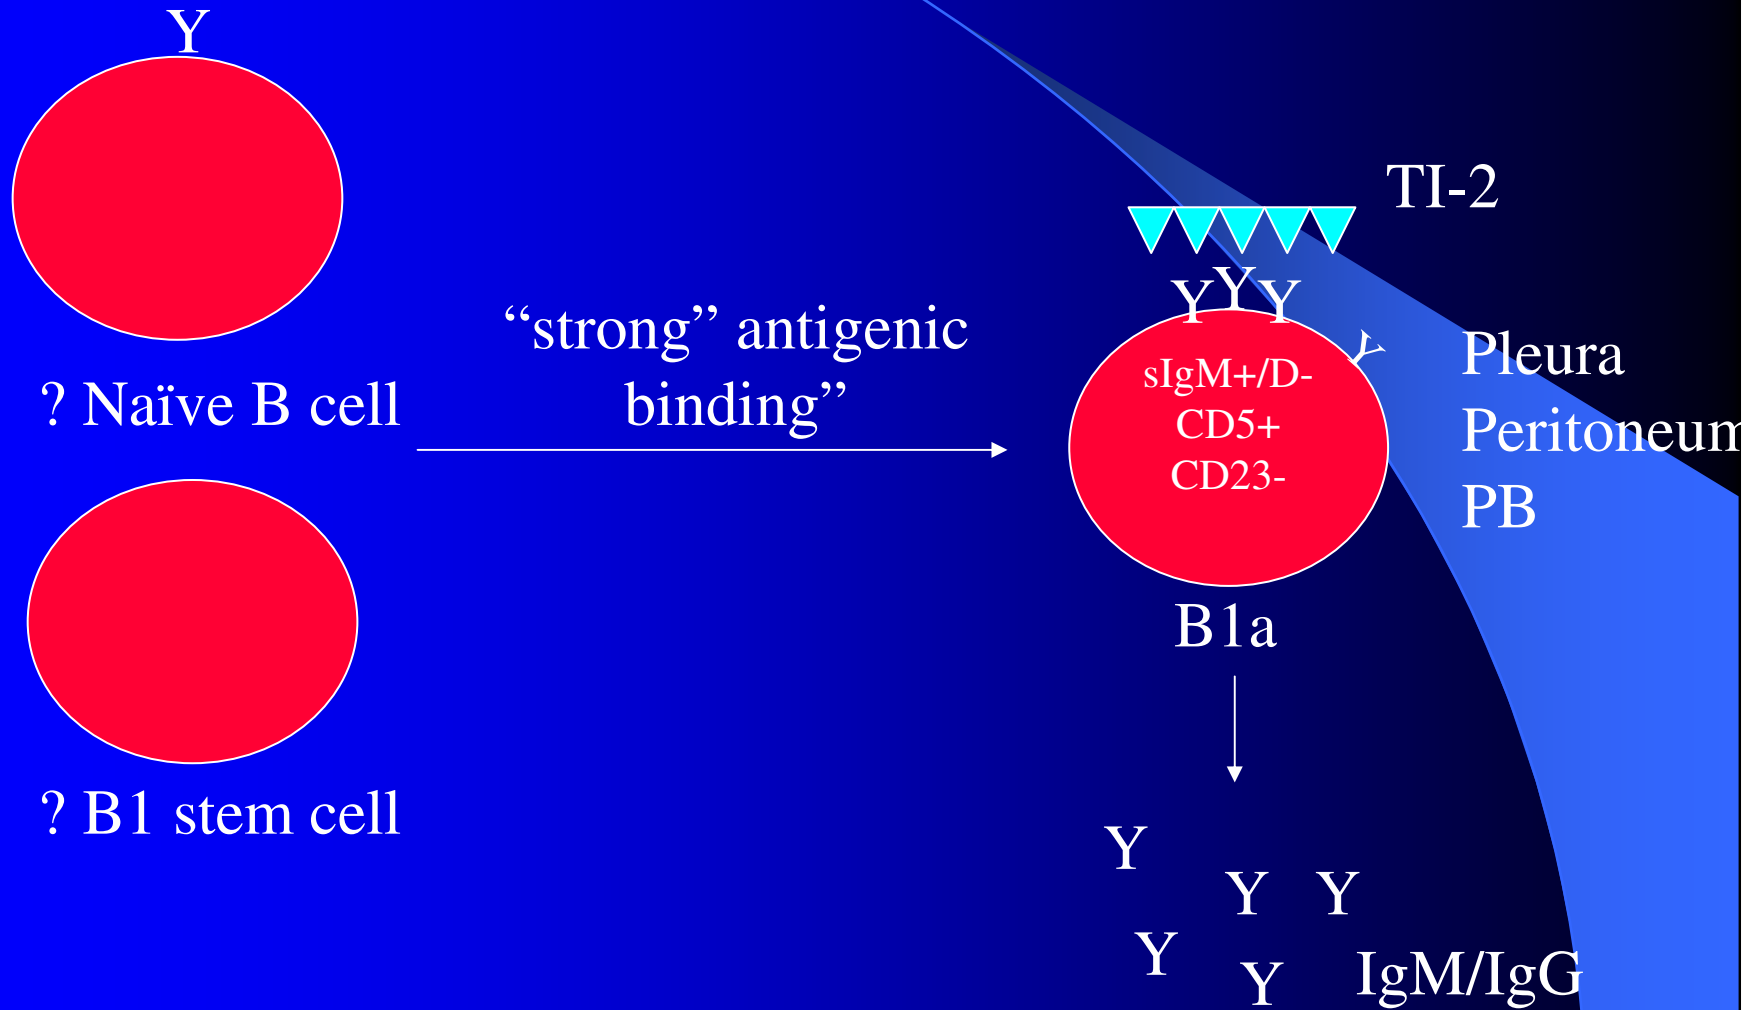 Y
? Naïve B cell
? B1 stem cell
“strong” antigenic
binding”
TI-2
Y Y Y
Y
sIgM+/D-
CD5+
CD23-
B1a
Pleura
Peritoneum
PB
Y
Y Y
Y
Y
IgM/IgG